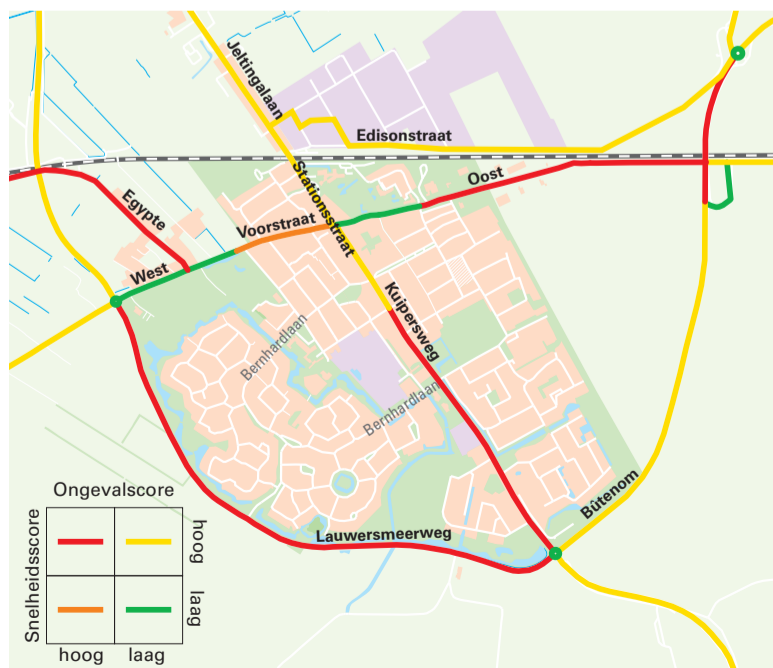 Jeltingalaan
Edisonstraat
Stationsstraat
Oost
Egypte
Voorstraat
West
Kuipersweg
Bernhardlaan
Bernhardlaan
Bûtenom
Lauwersmeerweg
Ongevalscore
Snelheidsscore
hoog
laag
hoog
laag